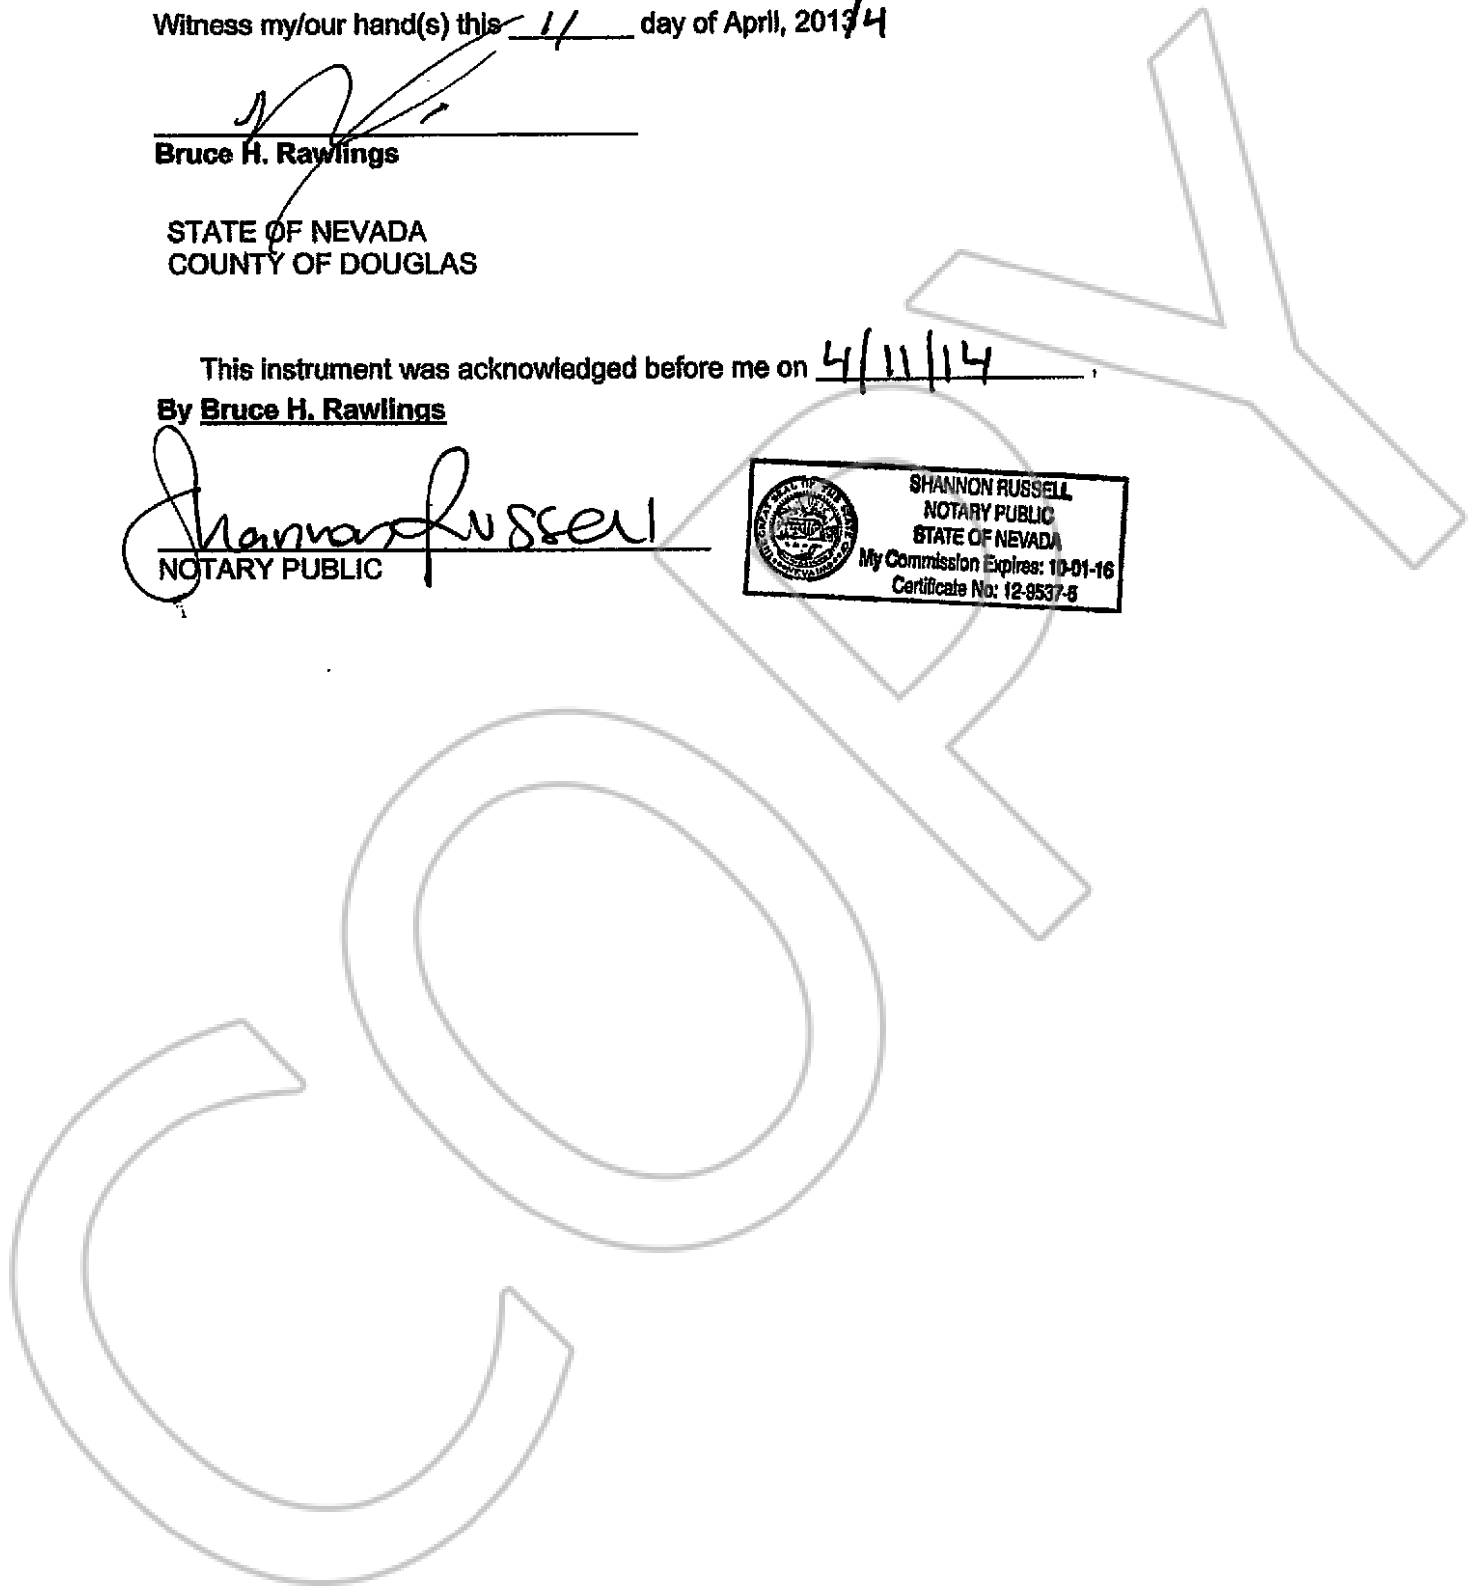 Witness my/our hand(s) this 11 day of April, 20134
Bruce H. Rawlings
STATE OF NEVADA
COUNTY OF DOUGLAS
This instrument was acknowledged before me on 4/11/14.
By Bruce H. Rawlings
Shannon Russell
NOTARY PUBLIC
SHANNON RUSSELL
NOTARY PUBLIC
STATE OF NEVADA
My Commission Expires: 10-01-16
Certificate No: 12-9537-5
COPY